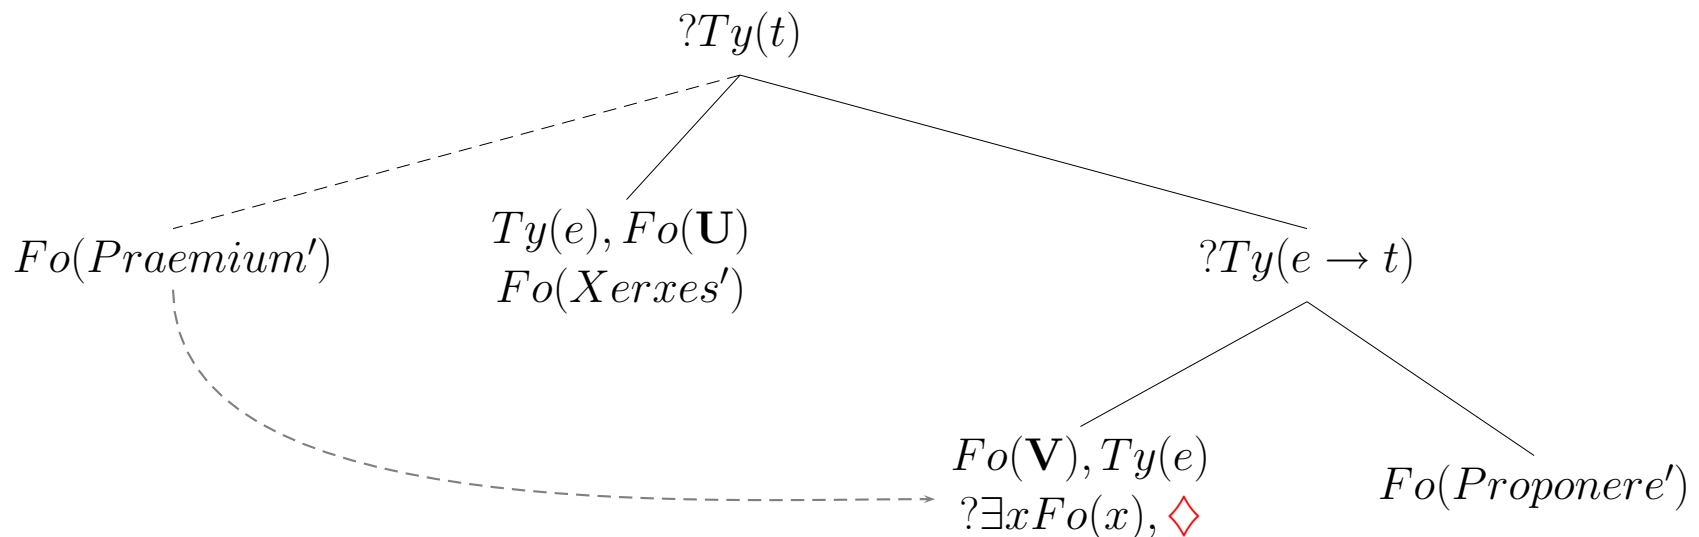 ?Ty(t)
Fo(Praemium′)
Ty(e), Fo(𝐔)
Fo(Xerxes′)
?Ty(e → t)
Fo(𝐕), Ty(e)
?∃xFo(x), ♢
Fo(Proponere′)